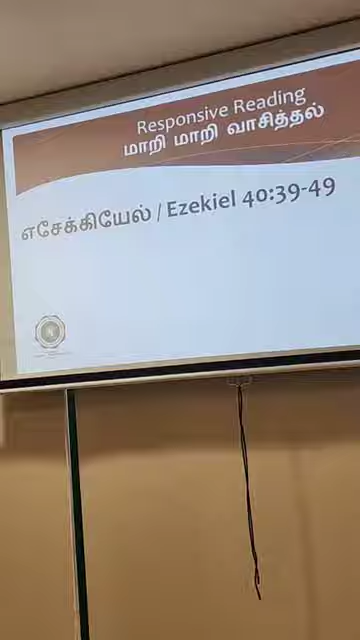 Responsive Reading
மாறி மாறி வாசித்தல்
எசேக்கியேல் / Ezekiel 40:39-49